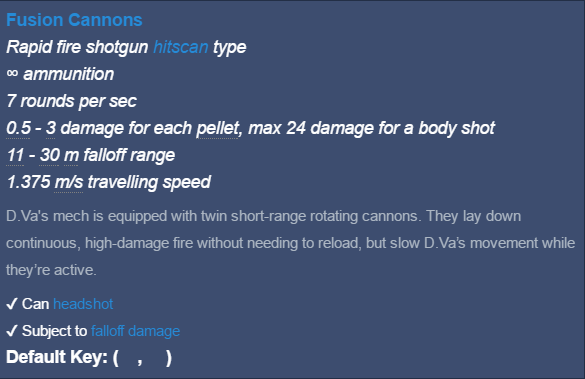 Fusion Cannons
Rapid fire shotgun hitscan type
∞ ammunition
7 rounds per sec
0.5 - 3 damage for each pellet, max 24 damage for a body shot
11 - 30 m falloff range
1.375 m/s travelling speed
D.Va's mech is equipped with twin short-range rotating cannons. They lay down
continuous, high-damage fire without needing to reload, but slow D.Va’s movement while
they’re active.
✓ Can headshot
✓ Subject to falloff damage
Default Key: ( , )